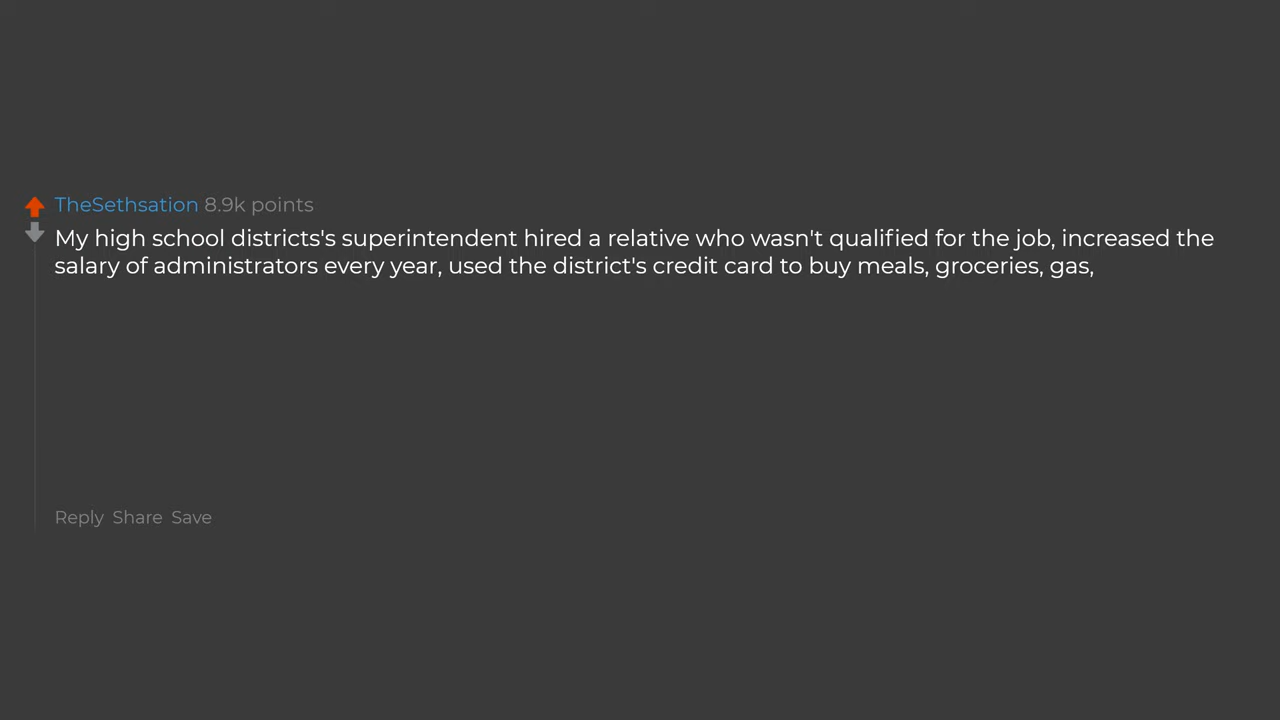 TheSethsation 8.9k points
My high school districts's superintendent hired a relative who wasn't qualified for the job, increased the
salary of administrators every year, used the district's credit card to buy meals, groceries, gas,
Reply Share Save